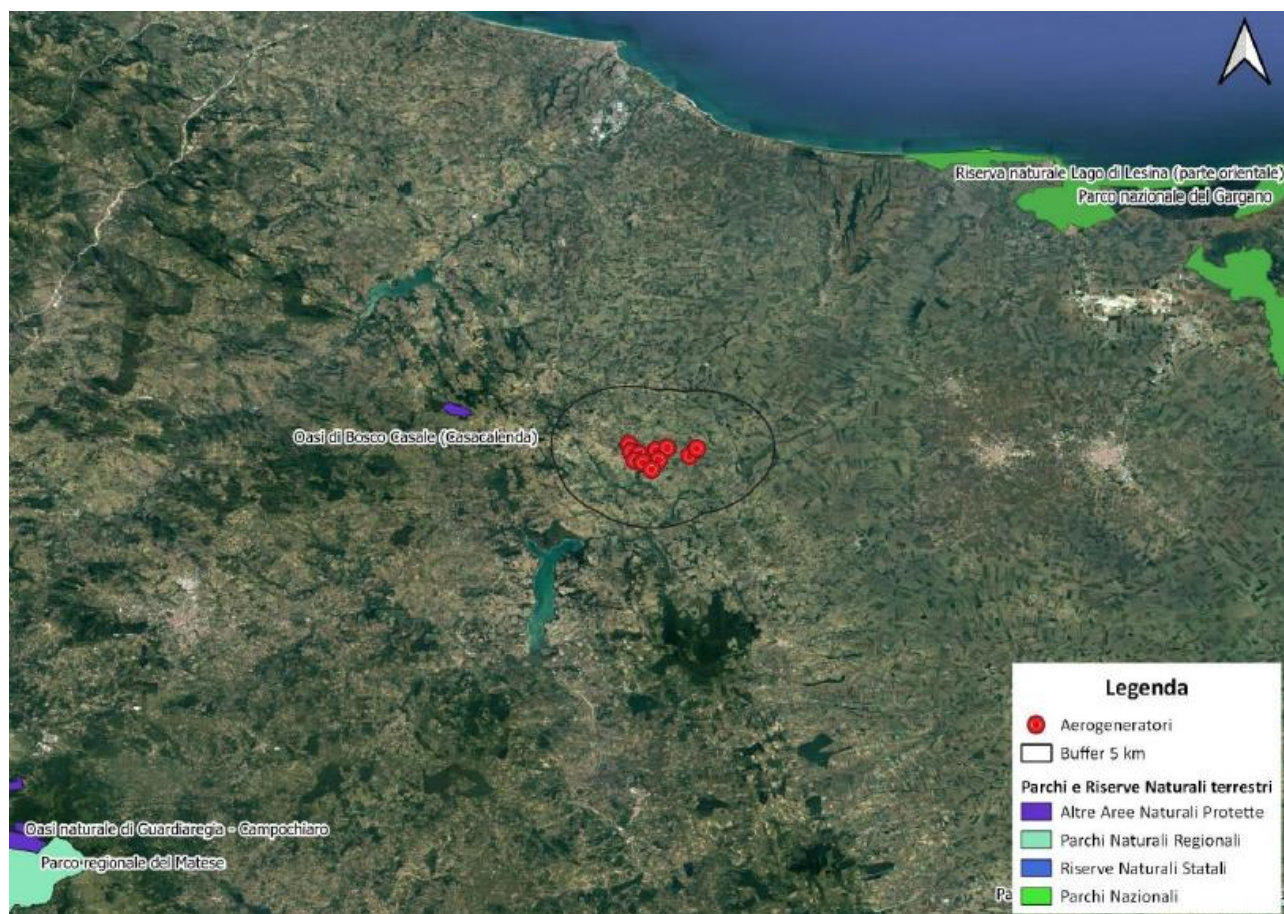 Riserva naturale Lago di Lesina (parte orientale)
Parco nazionale del Gargano
Oasi di Bosco Casale (Casacalenda)
Oasi naturale di Guardiaregia - Campochiaro
Parco regionale del Matese
Legenda
Aerogeneratori
Buffer 5 km
Parchi e Riserve Naturali terrestri
Altre Aree Naturali Protette
Parchi Naturali Regionali
Riserve Naturali Statali
Parchi Nazionali
Pa